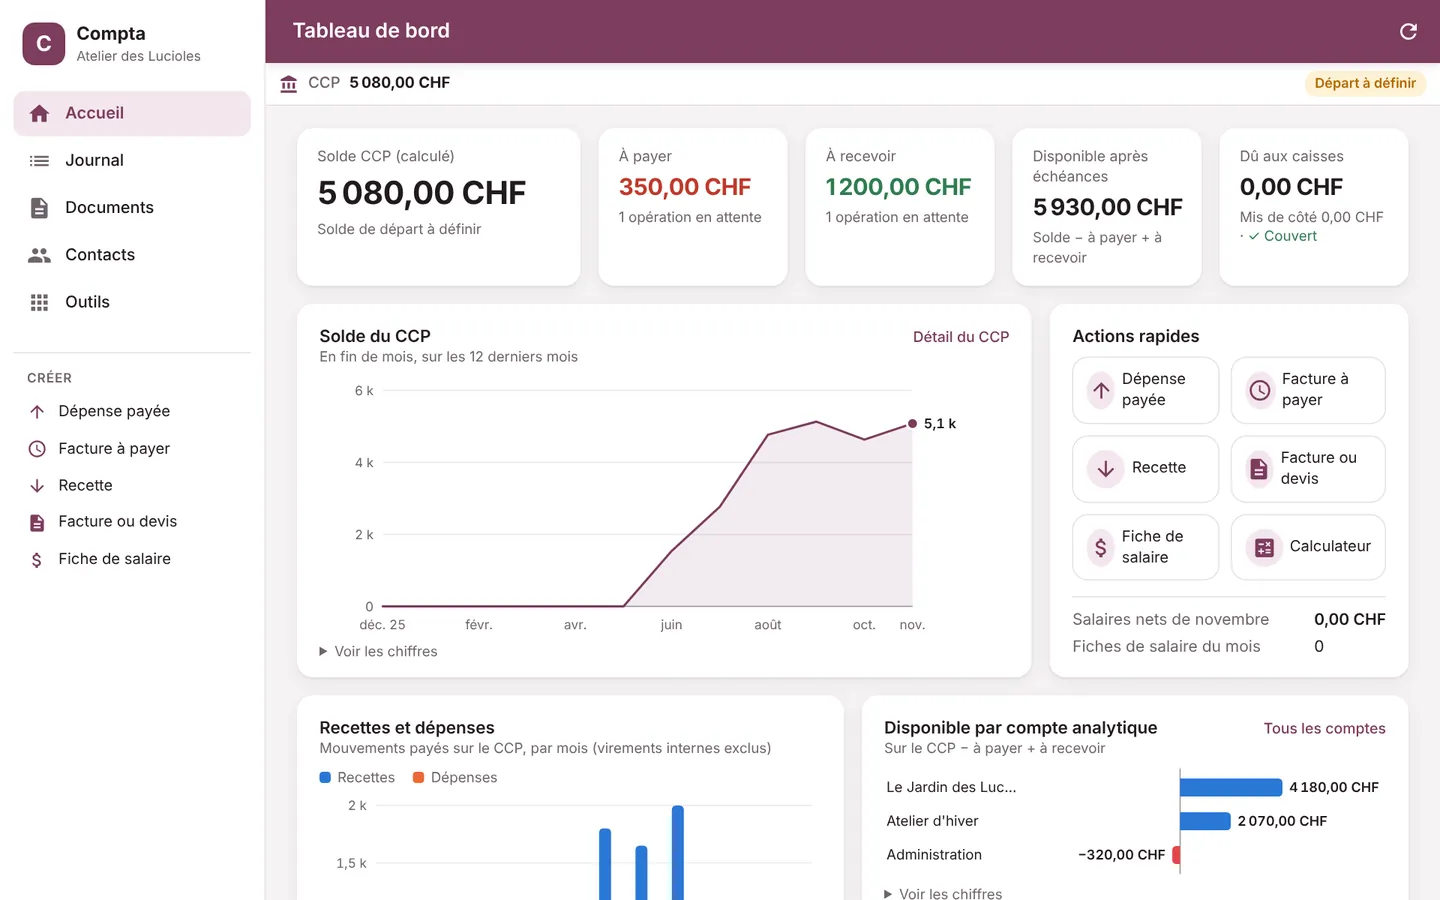 C
Compta
Atelier des Lucioles
Accueil
Journal
Documents
Contacts
Outils
CRÉER
Dépense payée
Facture à payer
Recette
Facture ou devis
Fiche de salaire
Tableau de bord
CCP 5 080,00 CHF
Départ à définir
Solde CCP (calculé)
5 080,00 CHF
Solde de départ à définir
À payer
350,00 CHF
1 opération en attente
À recevoir
1 200,00 CHF
1 opération en attente
Disponible après
échéances
5 930,00 CHF
Solde − à payer + à
recevoir
Dû aux caisses
0,00 CHF
Mis de côté 0,00 CHF
· ✓ Couvert
Solde du CCP
Détail du CCP
En fin de mois, sur les 12 derniers mois
6 k
4 k
2 k
0
5,1 k
déc. 25 févr. avr. juin août oct. nov.
Voir les chiffres
Actions rapides
Dépense
payée
Facture à
payer
Recette
Facture ou
devis
Fiche de
salaire
Calculateur
Salaires nets de novembre 0,00 CHF
Fiches de salaire du mois 0
Recettes et dépenses
Mouvements payés sur le CCP, par mois (virements internes exclus)
Recettes Dépenses
2 k
1,5 k
Disponible par compte analytique
Tous les comptes
Sur le CCP − à payer + à recevoir
Le Jardin des Luc... 4 180,00 CHF
Atelier d'hiver 2 070,00 CHF
Administration −320,00 CHF
Voir les chiffres